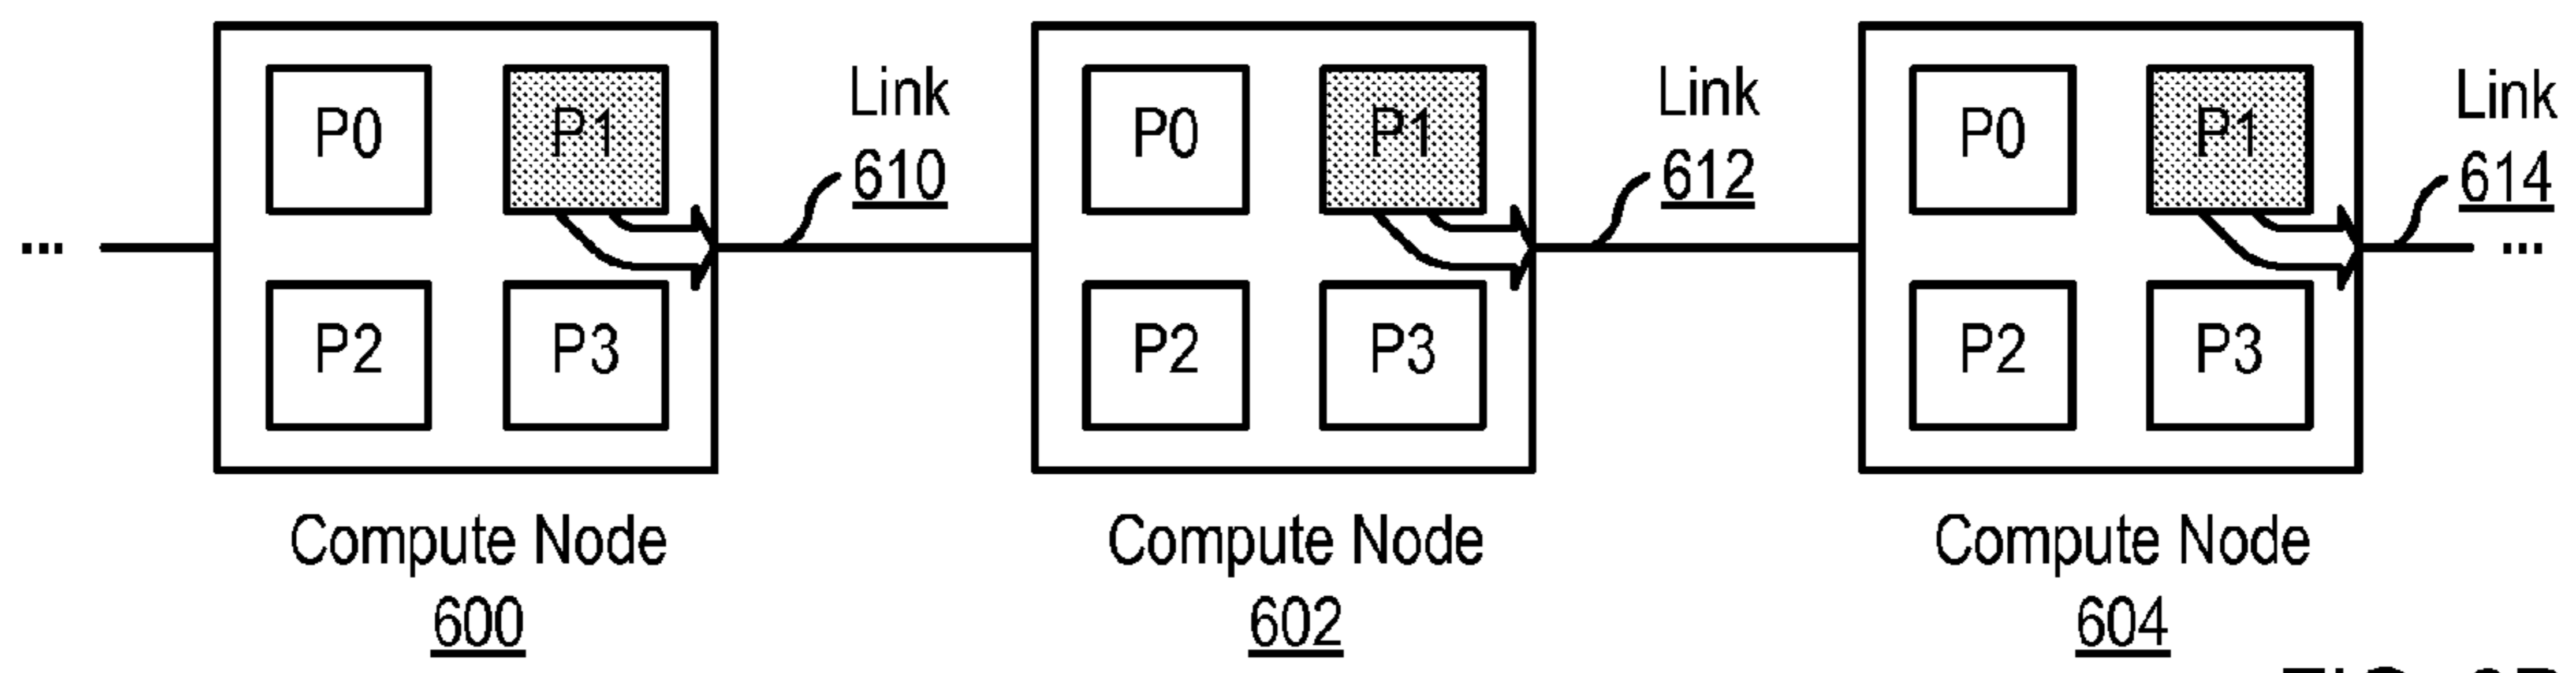 P0 P1 Link 610 P0 P1 Link 612 P0 P1 Link 614
... ...
P2 P3 P2 P3 P2 P3
Compute Node Compute Node Compute Node
600 602 604